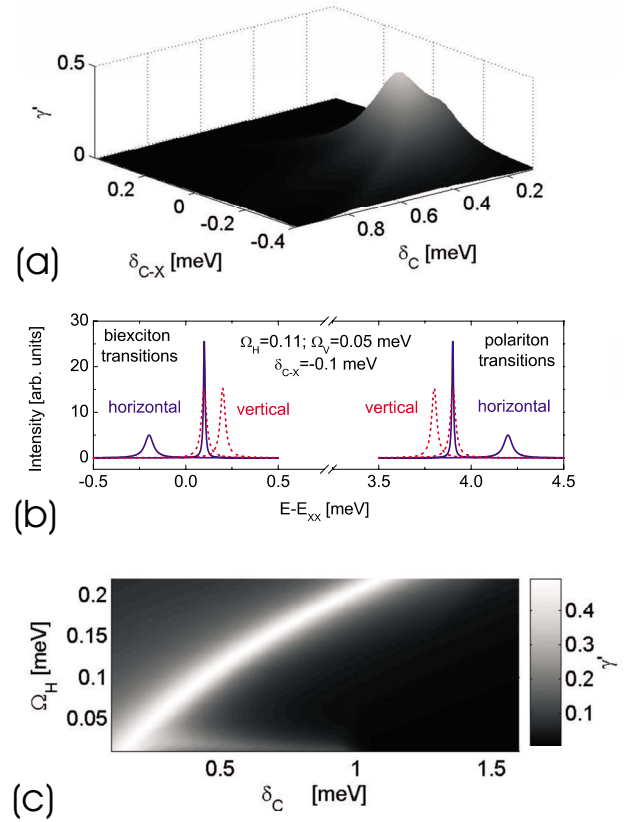 0.5
γ'
0
0.2
0
-0.2
-0.4
δC-X [meV]
0.8
0.6
0.4
0.2
δC [meV]
(a)
30
15
0
Intensity [arb. units]
biexciton transitions
ΩH=0.11; ΩV=0.05 meV
δC-X=-0.1 meV
polariton transitions
horizontal
vertical
vertical
horizontal
-0.5
0.0
0.5
3.5
4.0
4.5
E-EXX [meV]
(b)
0.2
0.15
0.1
0.05
ΩH [meV]
0.5
1
1.5
δC [meV]
0.4
0.3
0.2
0.1
γ'
(c)